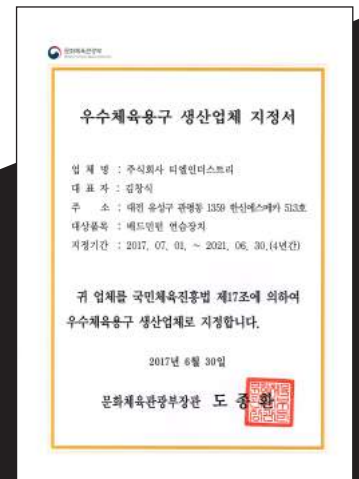 문화체육관광부
우수체육용구 생산업체 지정서
업 체 명 : 주식회사 티엘인더스트리
대 표 자 : 김창식
주 소 : 대전 유성구 관평동 1359 한신에스메카 513호
대상품목 : 배드민턴 연습장치
지정기간 : 2017. 07. 01. ~ 2021. 06. 30.(4년간)
귀 업체를 국민체육진흥법 제17조에 의하여
우수체육용구 생산업체로 지정합니다.
2017년 6월 30일
문화체육관광부장관 도 종 환